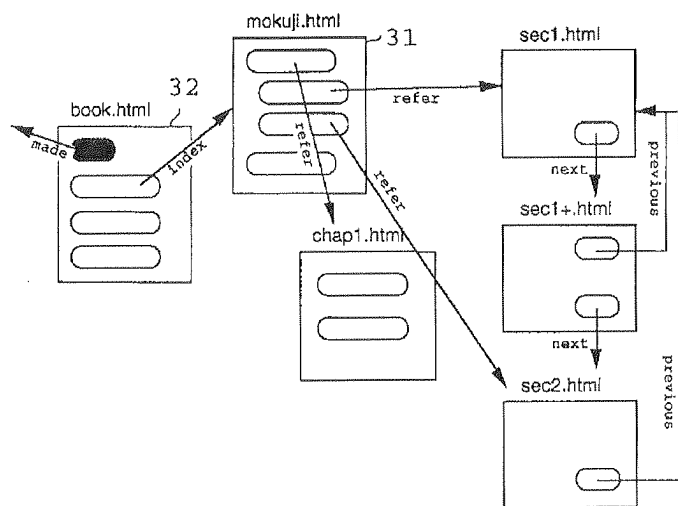 mokuji.html
31
sec1.html
book.html
32
made
index
refer
refer
refer
next
previous
sec1+.html
chap1.html
next
sec2.html
previous